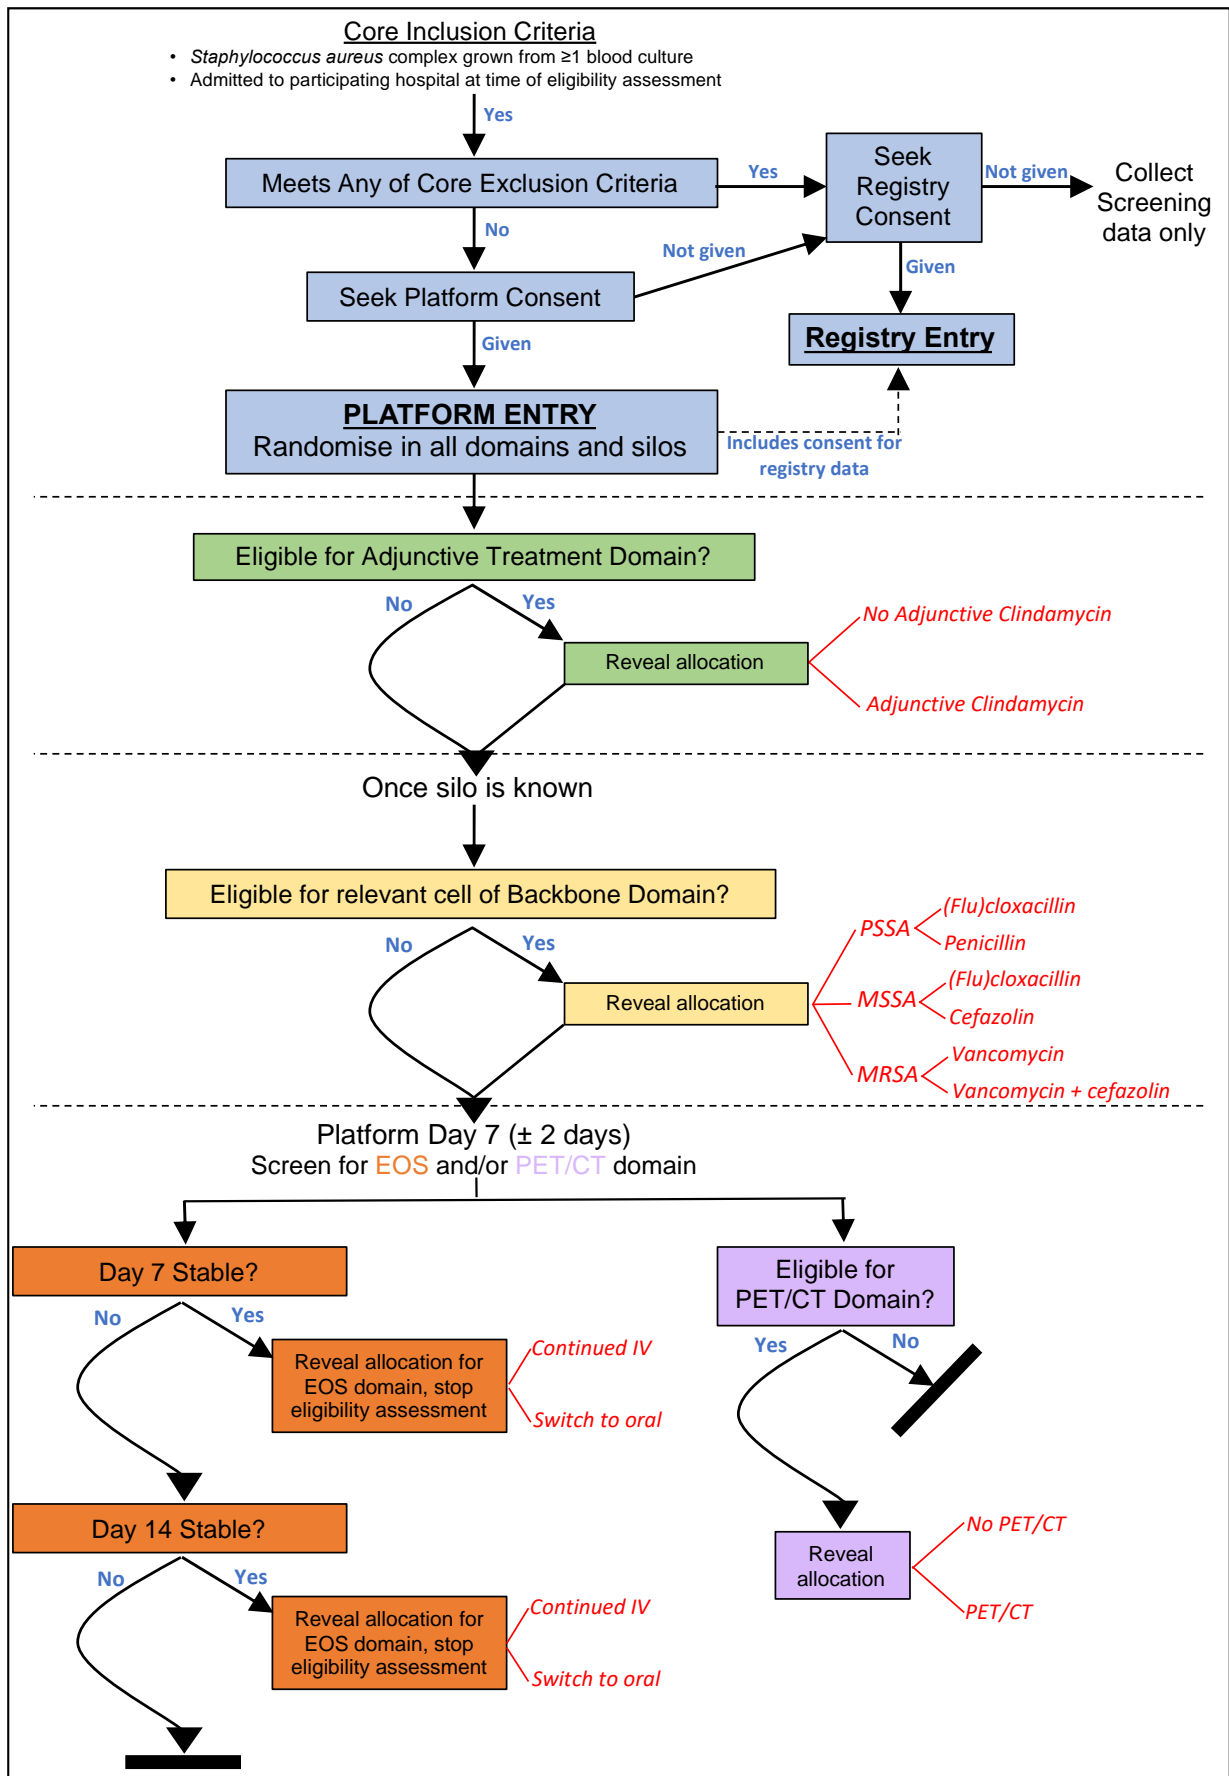 Core Inclusion Criteria
• Staphylococcus aureus complex grown from ≥1 blood culture
• Admitted to participating hospital at time of eligibility assessment
Yes
Meets Any of Core Exclusion Criteria
Yes
Seek
Registry
Consent
Not given
Collect
Screening
data only
No
Not given
Given
Seek Platform Consent
Given
Registry Entry
PLATFORM ENTRY
Randomise in all domains and silos
Includes consent for
registry data
Eligible for Adjunctive Treatment Domain?
No
Yes
Reveal allocation
No Adjunctive Clindamycin
Adjunctive Clindamycin
Once silo is known
Eligible for relevant cell of Backbone Domain?
No
Yes
Reveal allocation
PSSA
(Flu)cloxacillin
Penicillin
MSSA
(Flu)cloxacillin
Cefazolin
MRSA
Vancomycin
Vancomycin + cefazolin
Platform Day 7 (± 2 days)
Screen for EOS and/or PET/CT domain
Day 7 Stable?
No
Yes
Reveal allocation for
EOS domain, stop
eligibility assessment
Continued IV
Switch to oral
Day 14 Stable?
No
Yes
Reveal allocation for
EOS domain, stop
eligibility assessment
Continued IV
Switch to oral
Eligible for
PET/CT Domain?
Yes
No
Reveal
allocation
No PET/CT
PET/CT